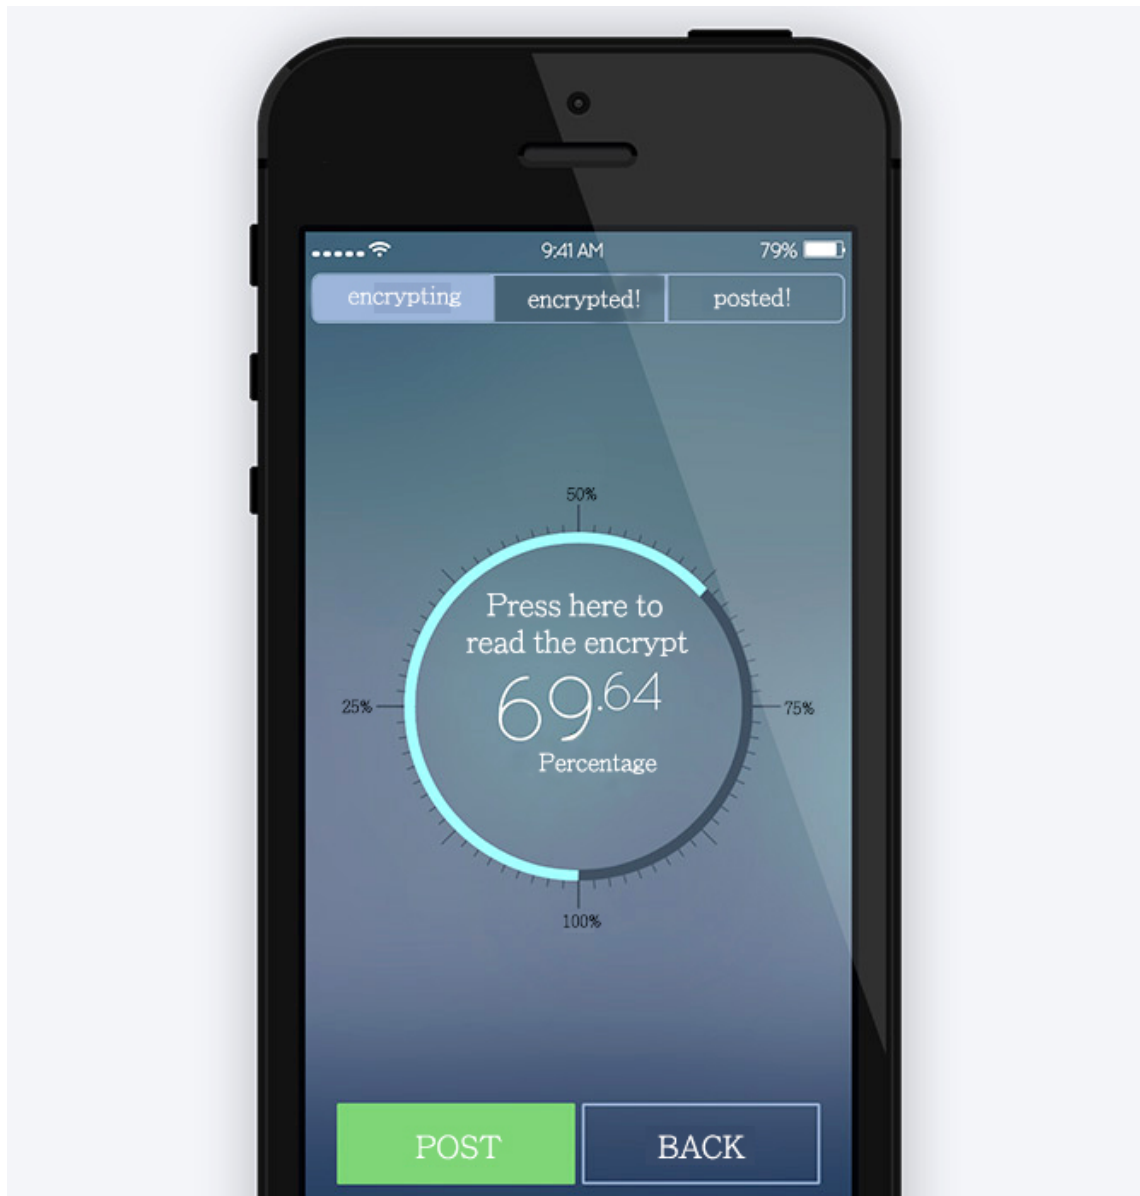 9:41 AM 79%
encrypting encrypted! posted!
50%
Press here to
read the encrypt
69.64
25% 75%
Percentage
100%
POST BACK